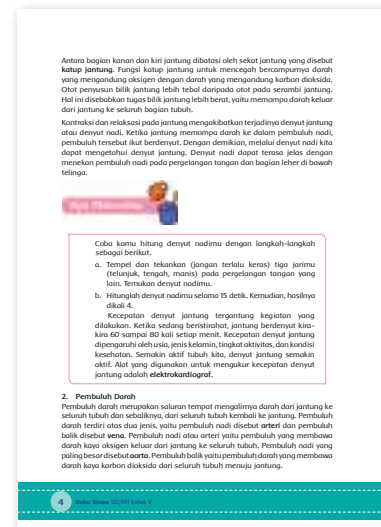 Antara bagian kanan dan kiri jantung dibatasi oleh sekat jantung yang disebut
katup jantung. Fungsi katup jantung untuk mencegah bercampurnya darah
yang mengandung oksigen dengan darah yang mengandung karbon dioksida.
Otot penyusun bilik jantung lebih tebal daripada otot pada serambi jantung.
Hal ini disebabkan tugas bilik jantung lebih berat, yaitu memompa darah keluar
dari jantung ke seluruh bagian tubuh.
Kontraksi dan relaksasi pada jantung mengakibatkan terjadinya denyut jantung
atau denyut nadi. Ketika jantung memompa darah ke dalam pembuluh nadi,
pembuluh tersebut ikut berdenyut. Dengan demikian, melalui denyut nadi kita
dapat mengetahui denyut jantung. Denyut nadi dapat terasa jelas dengan
menekan pembuluh nadi pada pergelangan tangan dan bagian leher di bawah
telinga.
Coba kamu hitung denyut nadimu dengan langkah-langkah
sebagai berikut.
a. Tempel dan tekankan (jangan terlalu keras) tiga jarimu
(telunjuk, tengah, manis) pada pergelangan tangan yang
lain. Temukan denyut nadimu.
b. Hitunglah denyut nadimu selama 15 detik. Kemudian, hasilnya
dikali 4.
Kecepatan denyut jantung tergantung kegiatan yang
dilakukan. Ketika sedang beristirahat, jantung berdenyut kira-
kira 60 sampai 80 kali setiap menit. Kecepatan denyut jantung
dipengaruhi oleh usia, jenis kelamin, tingkat aktivitas, dan kondisi
kesehatan. Semakin aktif tubuh kita, denyut jantung semakin
aktif. Alat yang digunakan untuk mengukur kecepatan denyut
jantung adalah elektrokardiograf.
2. Pembuluh Darah
Pembuluh darah merupakan saluran tempat mengalirnya darah dari jantung ke
seluruh tubuh dan sebaliknya, dari seluruh tubuh kembali ke jantung. Pembuluh
darah terdiri atas dua jenis, yaitu pembuluh nadi disebut arteri dan pembuluh
balik disebut vena. Pembuluh nadi atau arteri yaitu pembuluh yang membawa
darah kaya oksigen keluar dari jantung ke seluruh tubuh. Pembuluh nadi yang
paling besar disebut aorta. Pembuluh balik yaitu pembuluh darah yang membawa
darah kaya karbon dioksida dari seluruh tubuh menuju jantung.
4 Buku Siswa SD/MI Kelas V